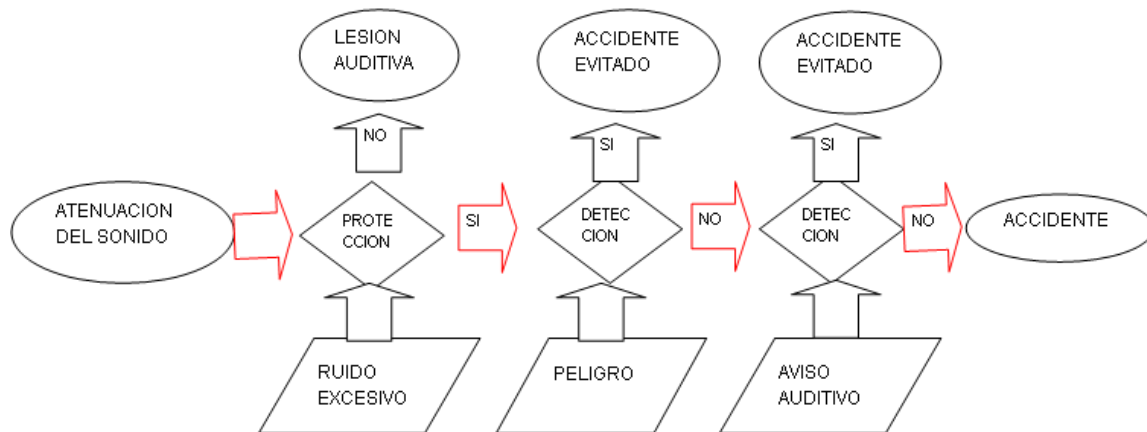 LESION
AUDITIVA
ACCIDENTE
EVITADO
ACCIDENTE
EVITADO
NO
SI
SI
ATENUACION
DEL SONIDO
PROTE
CCION
SI
DETEC
CION
NO
DETEC
CION
NO
ACCIDENTE
RUIDO
EXCESIVO
PELIGRO
AVISO
AUDITIVO